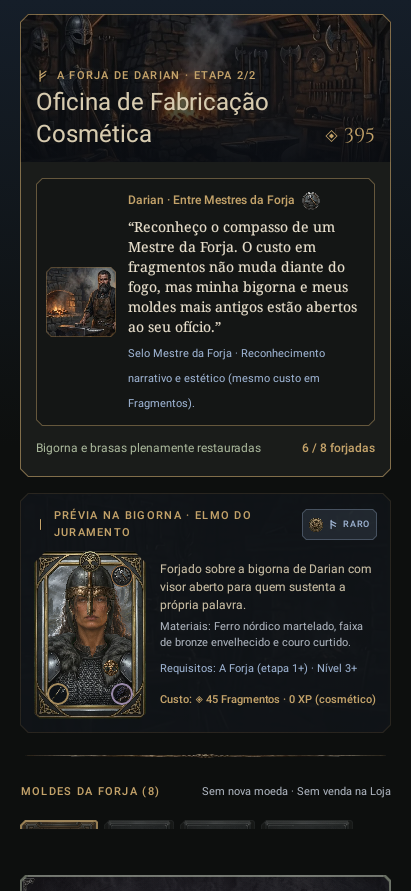 A FORJA DE DARIAN · ETAPA 2/2
Oficina de Fabricação
Cosmética
395
Darian · Entre Mestres da Forja
“Reconheço o compasso de um
Mestre da Forja. O custo em
fragmentos não muda diante do
fogo, mas minha bigorna e meus
moldes mais antigos estão abertos
ao seu ofício.”
Selo Mestre da Forja · Reconhecimento
narrativo e estético (mesmo custo em
Fragmentos).
Bigorna e brasas plenamente restauradas
6 / 8 forjadas
PRÉVIA NA BIGORNA · ELMO DO
JURAMENTO
RARO
Forjado sobre a bigorna de Darian com
visor aberto para quem sustenta a
própria palavra.
Materiais: Ferro nórdico martelado, faixa
de bronze envelhecido e couro curtido.
Requisitos: A Forja (etapa 1+) · Nível 3+
Custo: ◈ 45 Fragmentos · 0 XP (cosmético)
MOLDES DA FORJA (8)
Sem nova moeda · Sem venda na Loja